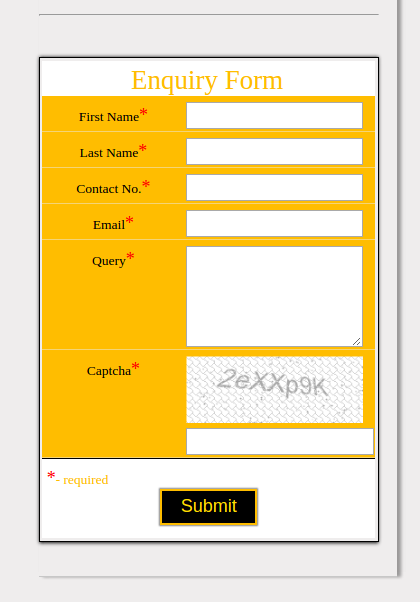 Enquiry Form
First Name*
Last Name*
Contact No.*
Email*
Query*
Captcha*
2eXXp9K
*- required
Submit